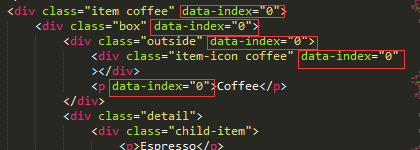 <div class="item coffee" data-index="0">
<div class="box" data-index="0">
<div class="outside" data-index="0">
<div class="item-icon coffee" data-index="0"
></div>
<p data-index="0">Coffee</p>
</div>
<div class="detail">
<div class="child-item">
<p>Espresso</p>